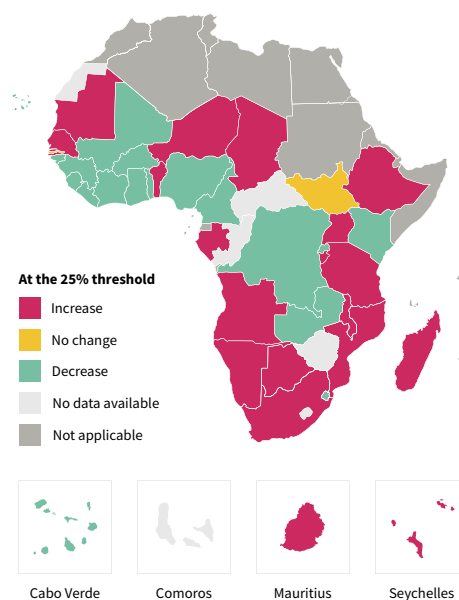 At the 25% threshold
Increase
No change
Decrease
No data available
Not applicable
Cabo Verde
Comoros
Mauritius
Seychelles